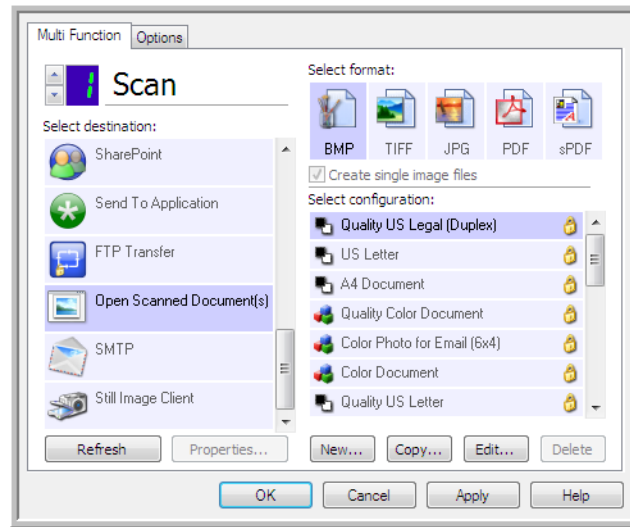 Multi Function
Options
1
Scan
Select destination:
SharePoint
Send To Application
FTP Transfer
Open Scanned Document(s)
SMTP
Still Image Client
Refresh
Properties...
Select format:
BMP
TIFF
JPG
PDF
sPDF
Create single image files
Select configuration:
Quality US Legal (Duplex)
US Letter
A4 Document
Quality Color Document
Color Photo for Email (6x4)
Color Document
Quality US Letter
New...
Copy...
Edit...
Delete
OK
Cancel
Apply
Help